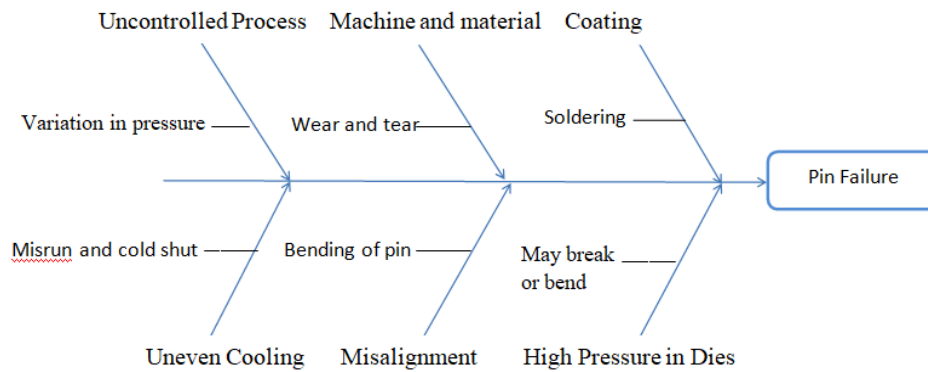 Uncontrolled Process
Machine and material
Coating
Variation in pressure
Wear and tear
Soldering
Pin Failure
Misrun and cold shut
Bending of pin
May break
or bend
Uneven Cooling
Misalignment
High Pressure in Dies